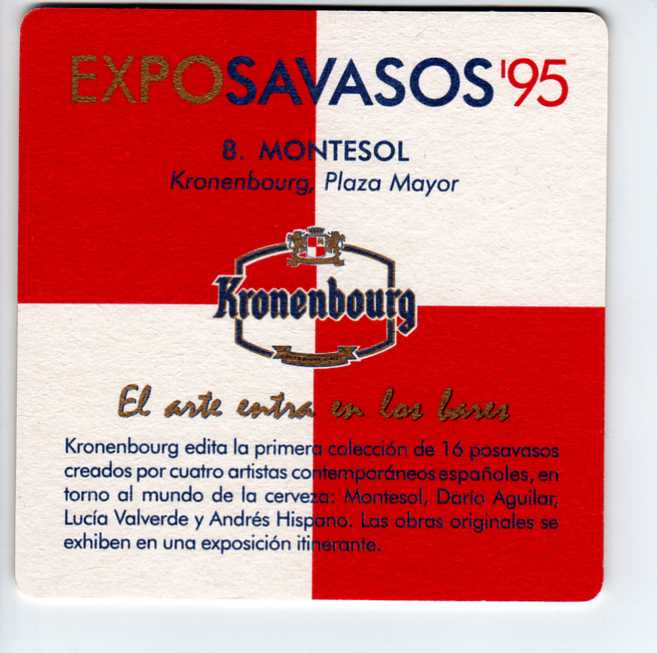 EXPOSAVASOS '95
8. MONTESOL
Kronenbourg, Plaza Mayor
Kronenbourg
El arte entra en los bares
Kronenbourg edita la primera colección de 16 posavasos
creados por cuatro artistas contemporáneos españoles, en
torno al mundo de la cerveza: Montesol, Darío Aguilar,
Lucía Valverde y Andrés Hispano. Las obras originales se
exhiben en una exposición itinerante.